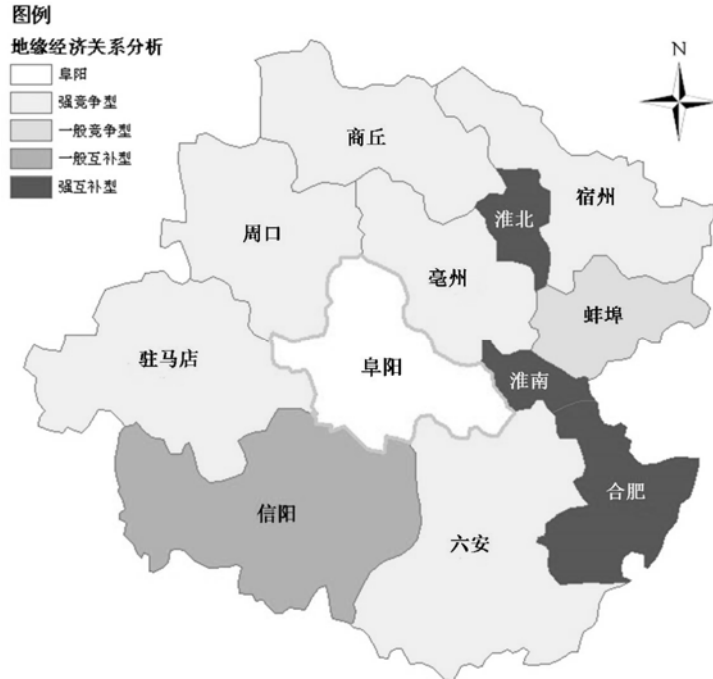 图例
地缘经济关系分析
阜阳
强竞争型
一般竞争型
一般互补型
强互补型
N
商丘
宿州
淮北
周口
亳州
蚌埠
驻马店
阜阳
淮南
合肥
信阳
六安